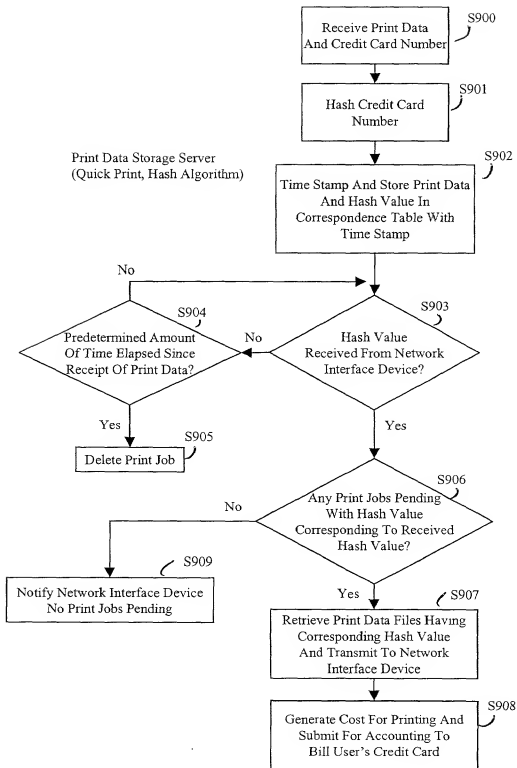 S900
Receive Print Data
And Credit Card Number
S901
Hash Credit Card
Number
Print Data Storage Server
(Quick Print, Hash Algorithm)
S902
Time Stamp And Store Print Data
And Hash Value In
Correspondence Table With
Time Stamp
No
S904
Predetermined Amount
Of Time Elapsed Since
Receipt Of Print Data?
No
S903
Hash Value
Received From Network
Interface Device?
Yes
S905
Delete Print Job
Yes
S906
Any Print Jobs Pending
With Hash Value
Corresponding To Received
Hash Value?
No
S909
Notify Network Interface Device
No Print Jobs Pending
Yes
S907
Retrieve Print Data Files Having
Corresponding Hash Value
And Transmit To Network
Interface Device
S908
Generate Cost For Printing And
Submit For Accounting To
Bill User's Credit Card